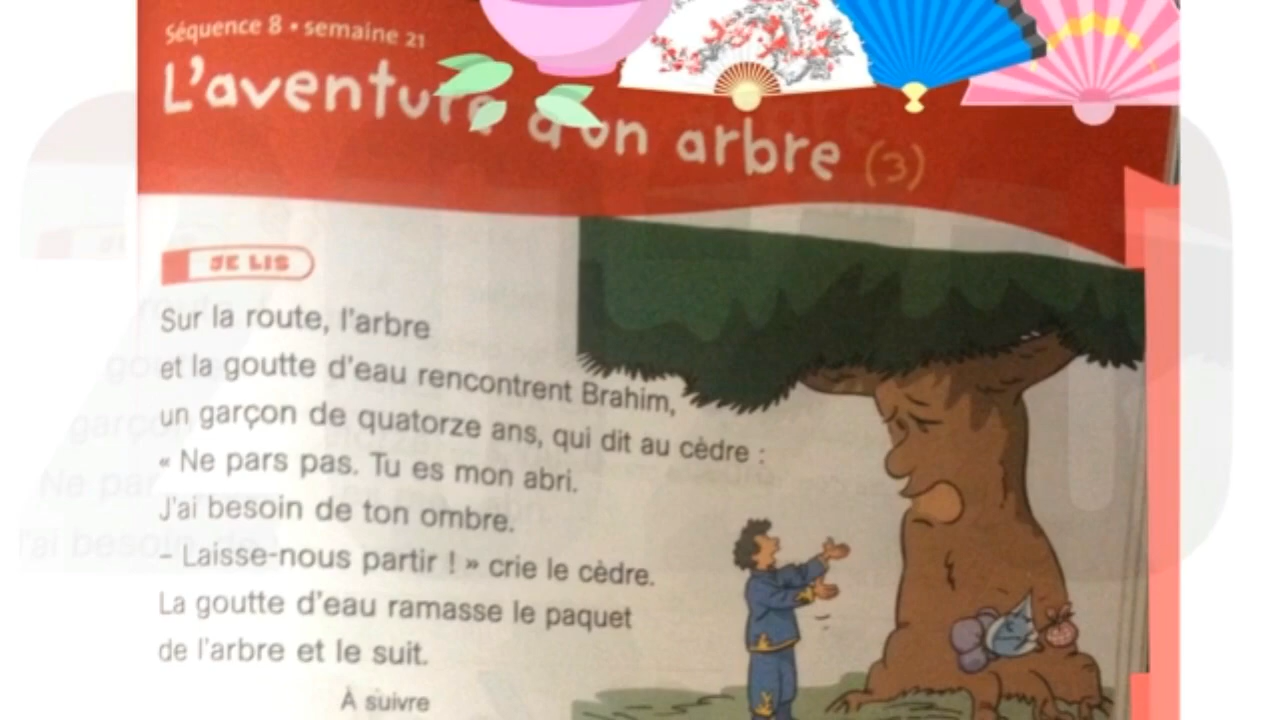 Séquence 8 • semaine 21
L'aventure d'un arbre (3)
JE LIS
Sur la route, l'arbre
et la goutte d'eau rencontrent Brahim,
un garçon de quatorze ans, qui dit au cèdre :
« Ne pars pas. Tu es mon abri.
J'ai besoin de ton ombre.
– Laisse-nous partir ! » crie le cèdre.
La goutte d'eau ramasse le paquet
de l'arbre et le suit.
À suivre